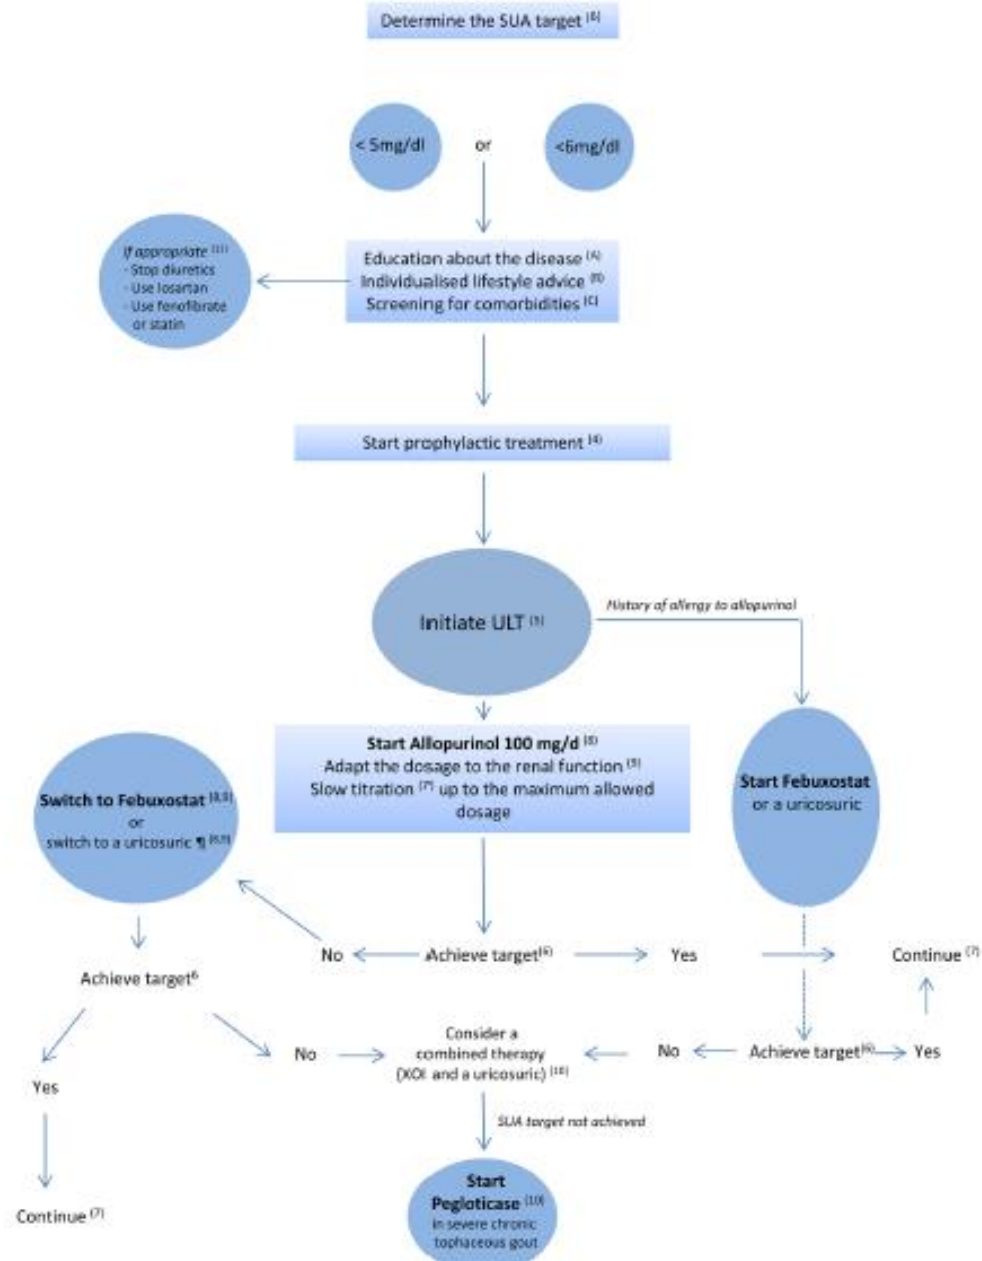 Determine the SUA target (6)
< 5mg/dl
or
<6mg/dl
If appropriate (11)
- Stop diuretics
- Use losartan
- Use fenofibrate
or statin
Education about the disease (A)
Individualised lifestyle advice (B)
Screening for comorbidities (C)
Start prophylactic treatment (4)
Initiate ULT
History of allergy to allopurinol
Start Allopurinol 100 mg/d (8)
Adapt the dosage to the renal function (9)
Slow titration (7) up to the maximum allowed
dosage
Switch to Febuxostat (8,9)
or
switch to a uricosuric ¶ (8,9)
Start Febuxostat
or a uricosuric
No
Achieve target(6)
Yes
Continue (7)
Achieve target6
Consider a
combined therapy
(XOI and a uricosuric) (10)
No
No
Achieve target(6)
Yes
Yes
SUA target not achieved
Start
Pegloticase (10)
in severe chronic
tophaceous gout
Continue (7)